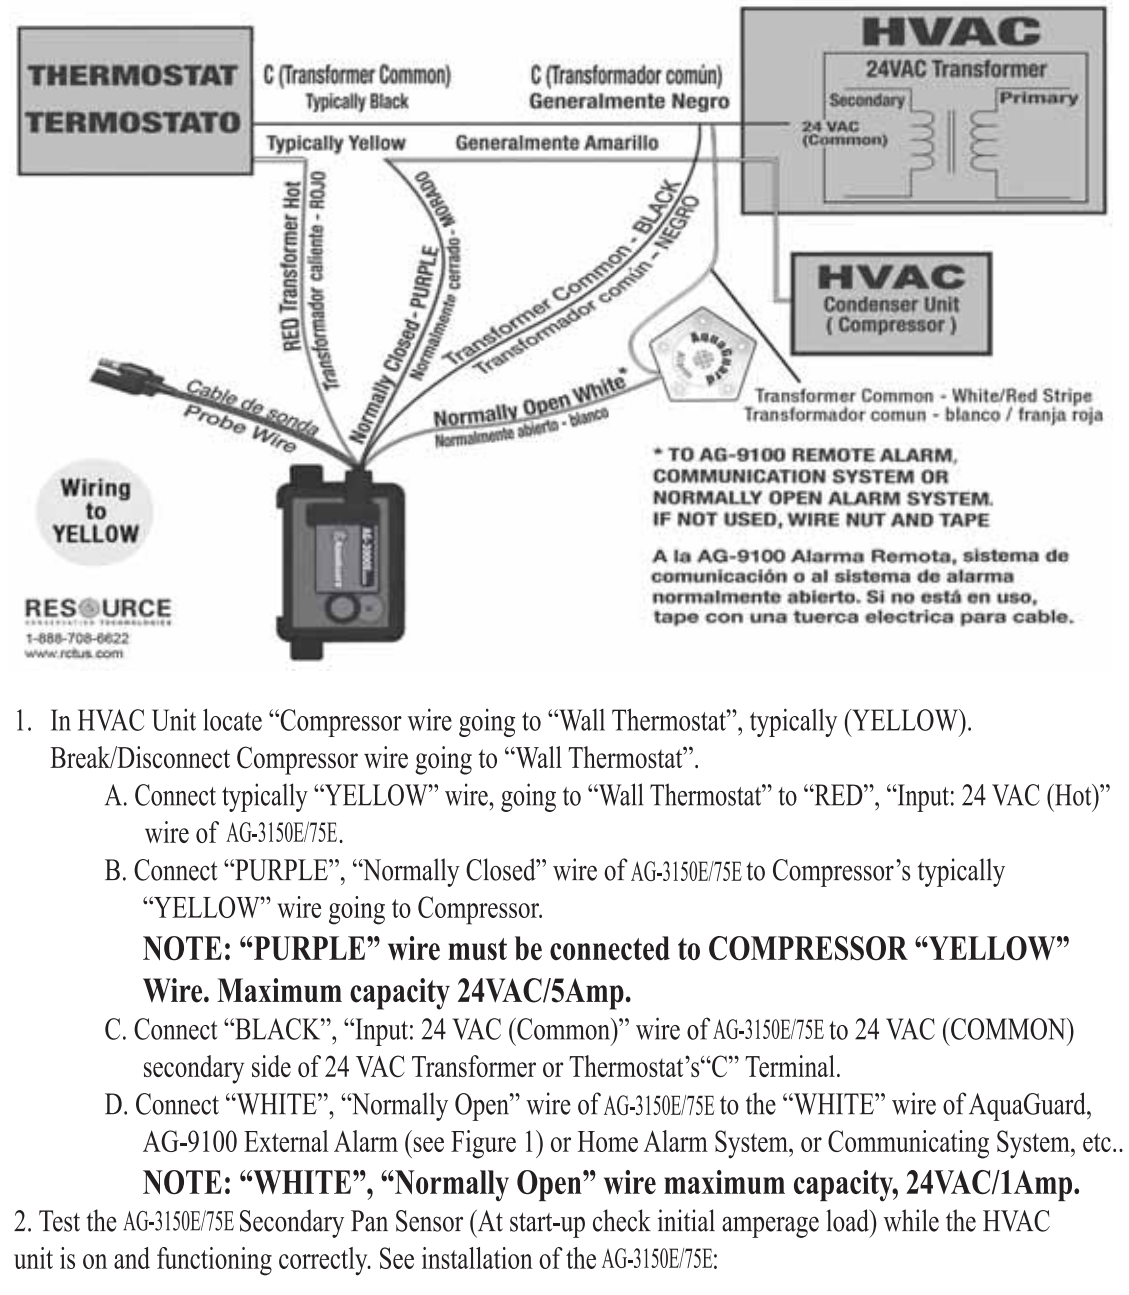 HVAC
24VAC Transformer
Secondary
Primary
24 VAC
(Common)
THERMOSTAT
TERMOSTATO
C (Transformer Common)
Typically Black
C (Transformador común)
Generalmente Negro
Typically Yellow
Generalmente Amarillo
RED Transformer Hot
Transformador caliente - ROJO
Normally Closed - PURPLE
Normalmente cerrado - MORADO
Transformer Common - BLACK
Transformador común - NEGRO
HVAC
Condenser Unit
( Compressor )
AquaGuard
Cable de sonda
Probe Wire
Normally Open White*
Normalmente abierto - blanco
Transformer Common - White/Red Stripe
Transformador comun - blanco / franja roja
Wiring
to
YELLOW
* TO AG-9100 REMOTE ALARM,
COMMUNICATION SYSTEM OR
NORMALLY OPEN ALARM SYSTEM.
IF NOT USED, WIRE NUT AND TAPE
A la AG-9100 Alarma Remota, sistema de
comunicación o al sistema de alarma
normalmente abierto. Si no está en uso,
tape con una tuerca electrica para cable.
RESOURCE
CONSERVATION TECHNOLOGIES
1-888-708-6622
www.rctus.com
1. In HVAC Unit locate “Compressor wire going to “Wall Thermostat”, typically (YELLOW).
Break/Disconnect Compressor wire going to “Wall Thermostat”.
A. Connect typically “YELLOW” wire, going to “Wall Thermostat” to “RED”, “Input: 24 VAC (Hot)”
wire of AG-3150E/75E.
B. Connect “PURPLE”, “Normally Closed” wire of AG-3150E/75E to Compressor’s typically
“YELLOW” wire going to Compressor.
NOTE: “PURPLE” wire must be connected to COMPRESSOR “YELLOW”
Wire. Maximum capacity 24VAC/5Amp.
C. Connect “BLACK”, “Input: 24 VAC (Common)” wire of AG-3150E/75E to 24 VAC (COMMON)
secondary side of 24 VAC Transformer or Thermostat’s“C” Terminal.
D. Connect “WHITE”, “Normally Open” wire of AG-3150E/75E to the “WHITE” wire of AquaGuard,
AG-9100 External Alarm (see Figure 1) or Home Alarm System, or Communicating System, etc..
NOTE: “WHITE”, “Normally Open” wire maximum capacity, 24VAC/1Amp.
2. Test the AG-3150E/75E Secondary Pan Sensor (At start-up check initial amperage load) while the HVAC
unit is on and functioning correctly. See installation of the AG-3150E/75E: